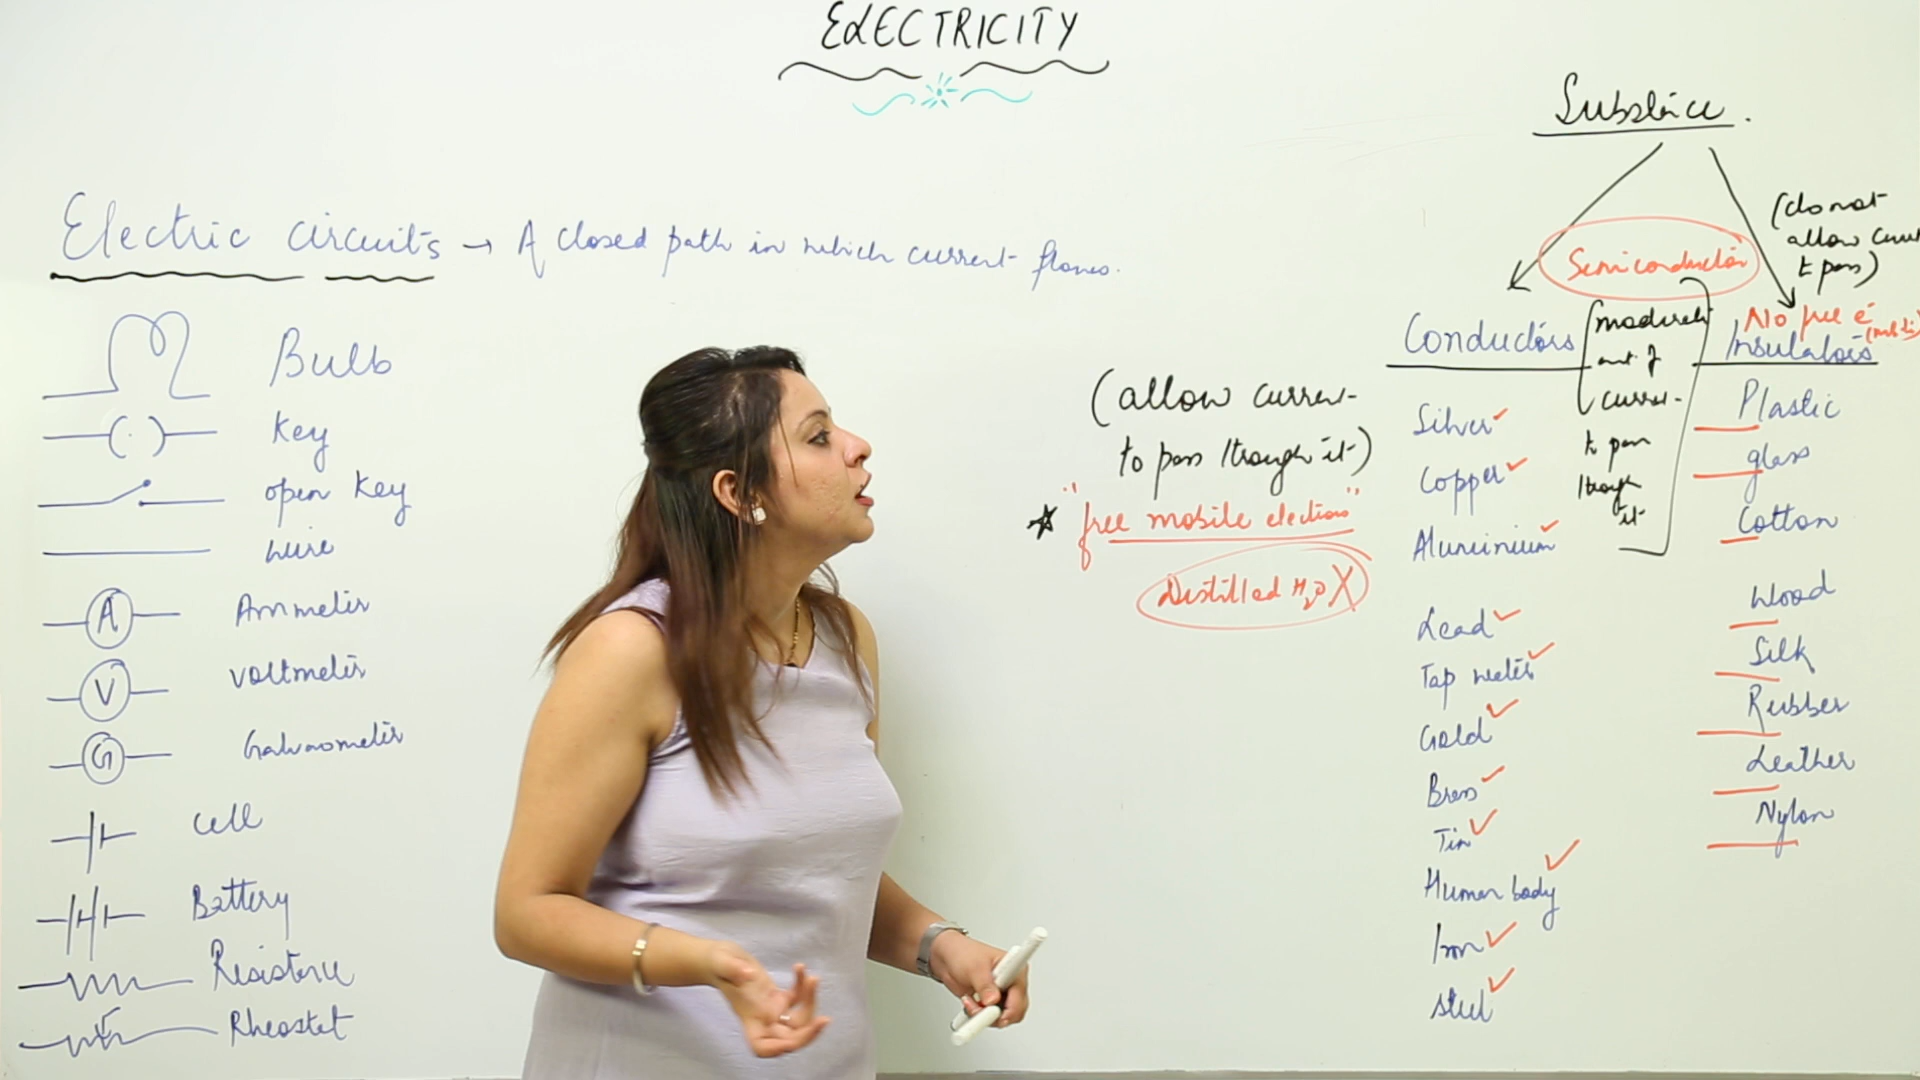 ELECTRICITY
Substance.
Electric circuits → A closed path in which current flows.
(do not
allow
to pass)
Semiconductor
Conductors
No free e
Insulators
(moderate
amt. of
current
to pass
through
it
(allow current
to pass through it)
"free mobile electrons"
Distilled H2O X
Silver ✓
Copper ✓
Aluminium ✓
Lead ✓
Tap water ✓
Gold ✓
Brass ✓
Tin ✓
Human body ✓
Iron ✓
Steel ✓
Plastic
glass
Cotton
Wood
Silk
Rubber
Leather
Nylon
Bulb
(·) Key
open Key
wire
A Ammeter
V Voltmeter
G Galvanometer
Cell
Battery
Resistance
Rheostat